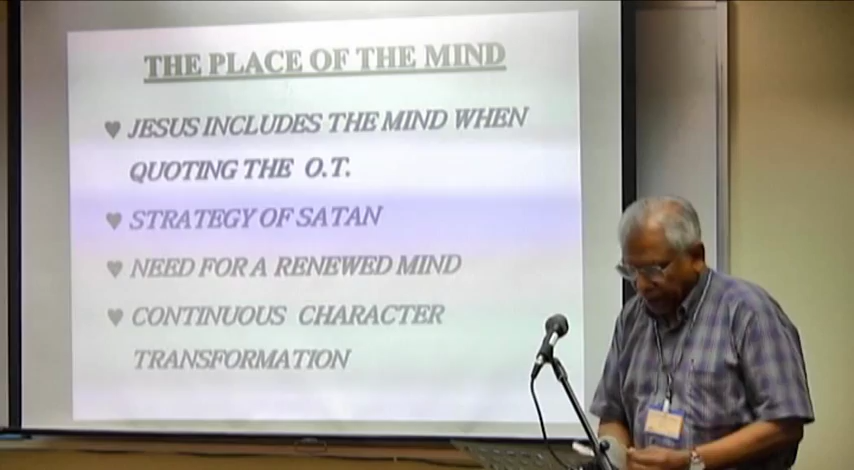 THE PLACE OF THE MIND
♥ JESUS INCLUDES THE MIND WHEN
QUOTING THE O.T.
♥ STRATEGY OF SATAN
♥ NEED FOR A RENEWED MIND
♥ CONTINUOUS CHARACTER
TRANSFORMATION